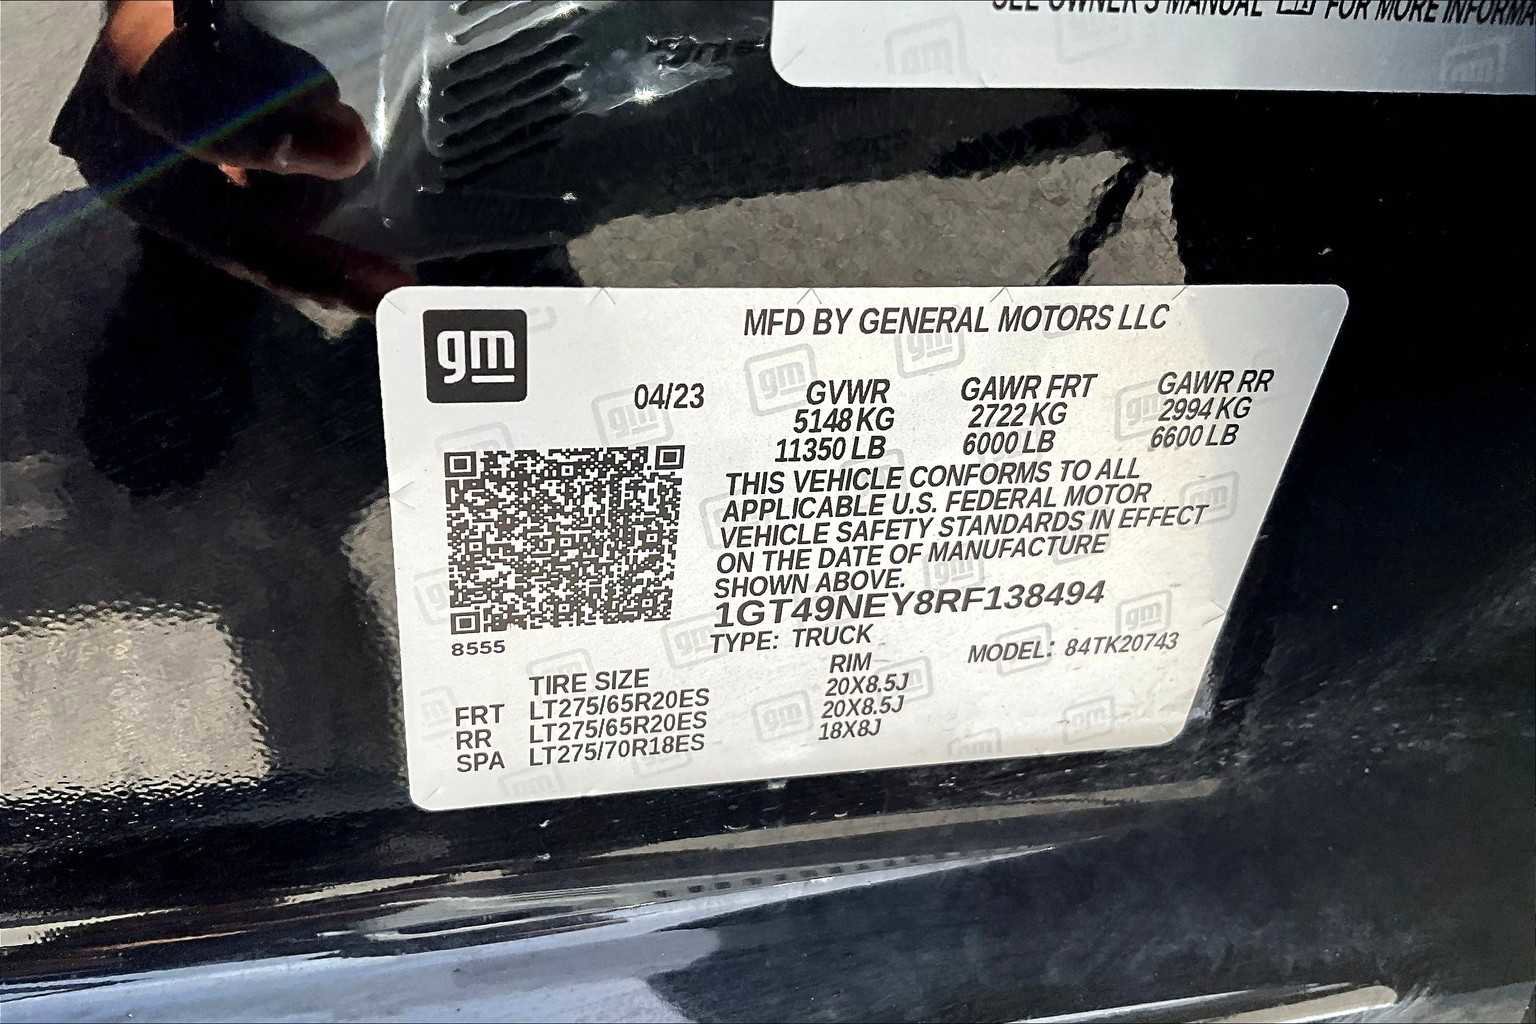 SEE OWNER'S MANUAL FOR MORE INFORMA
gm
MFD BY GENERAL MOTORS LLC
04/23 GVWR GAWR FRT GAWR RR
5148 KG 2722 KG 2994 KG
11350 LB 6000 LB 6600 LB
THIS VEHICLE CONFORMS TO ALL
APPLICABLE U.S. FEDERAL MOTOR
VEHICLE SAFETY STANDARDS IN EFFECT
ON THE DATE OF MANUFACTURE
SHOWN ABOVE.
1GT49NEY8RF138494
8555
TYPE: TRUCK MODEL: 84TK20743
TIRE SIZE RIM
FRT LT275/65R20ES 20X8.5J
RR LT275/65R20ES 20X8.5J
SPA LT275/70R18ES 18X8J